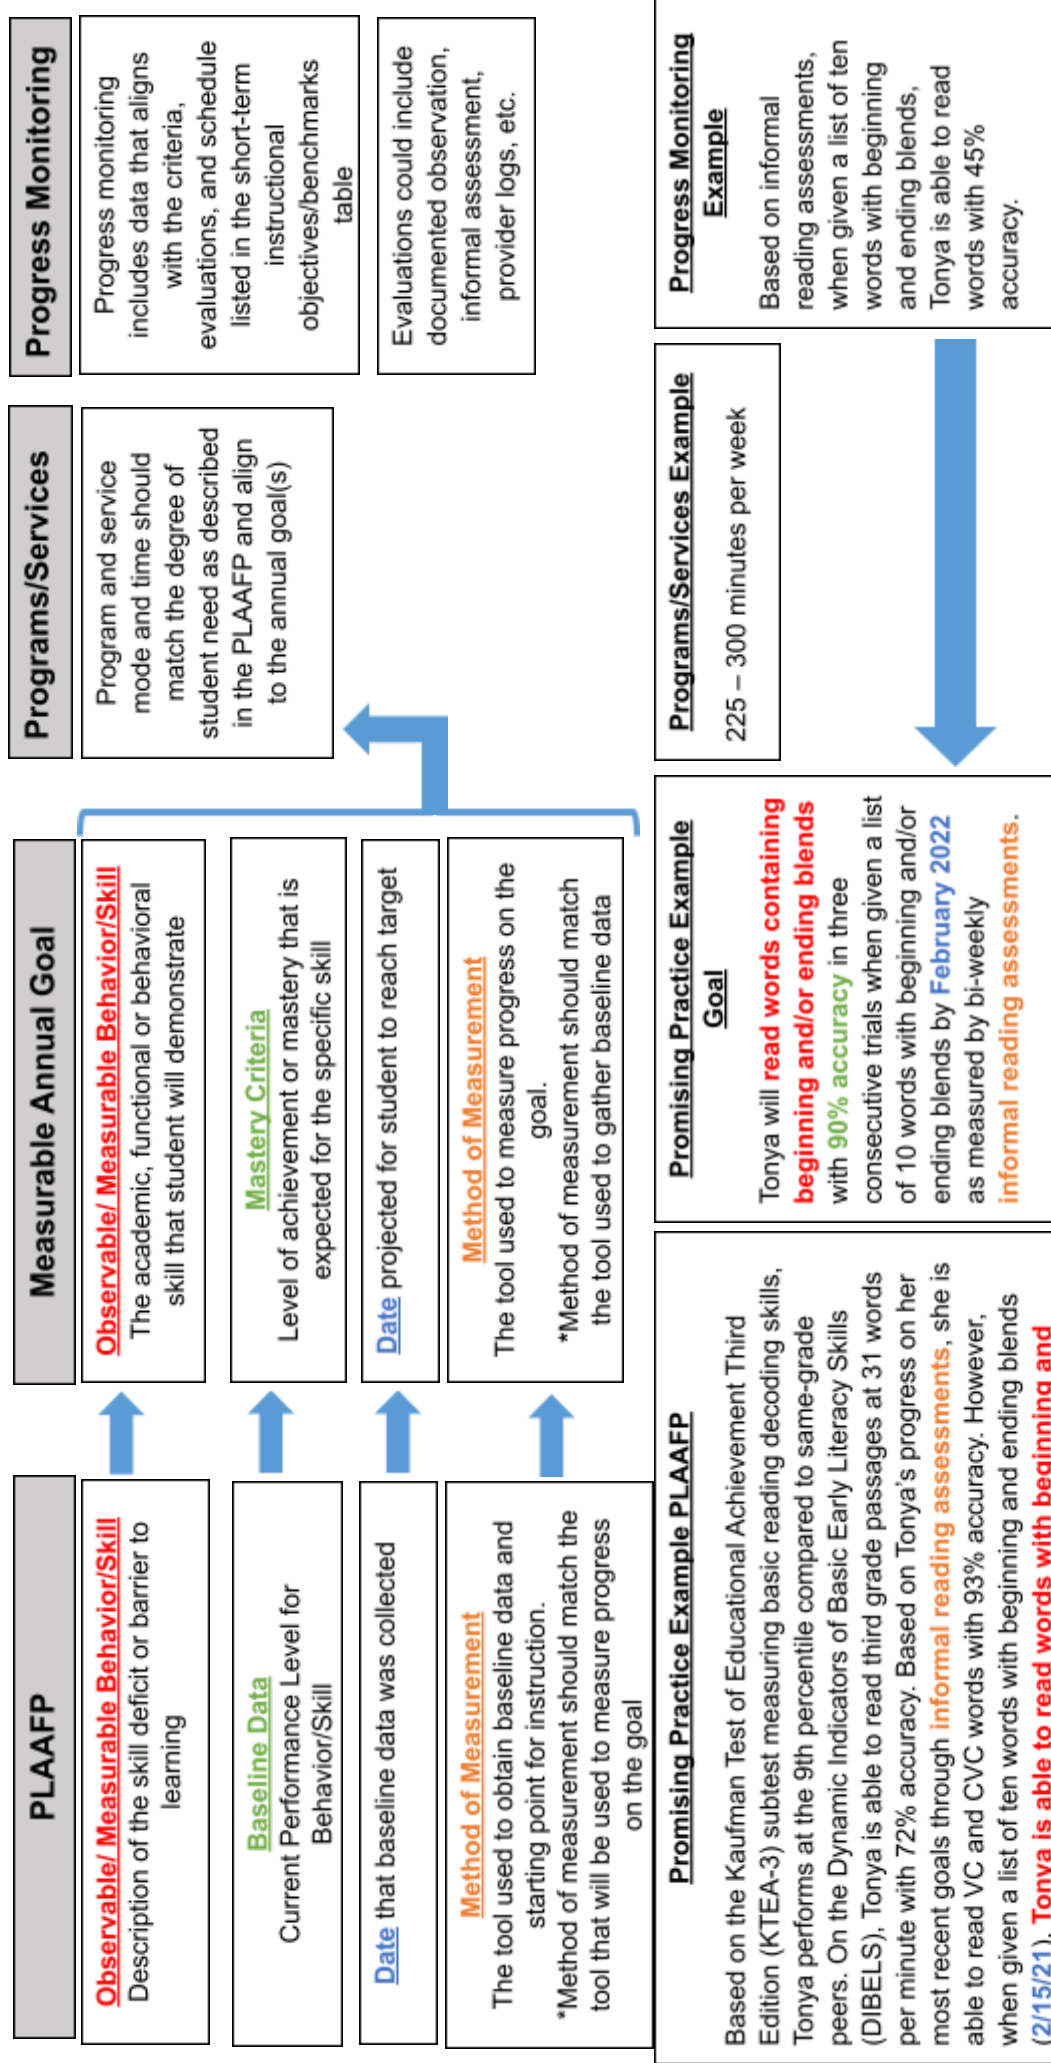 PLAAFP
Observable/ Measurable Behavior/Skill
Description of the skill deficit or barrier to
learning
Baseline Data
Current Performance Level for
Behavior/Skill
Date that baseline data was collected
Method of Measurement
The tool used to obtain baseline data and
starting point for instruction.
*Method of measurement should match the
tool that will be used to measure progress
on the goal
Measurable Annual Goal
Observable/ Measurable Behavior/Skill
The academic, functional or behavioral
skill that student will demonstrate
Mastery Criteria
Level of achievement or mastery that is
expected for the specific skill
Date projected for student to reach target
Method of Measurement
The tool used to measure progress on the
goal.
*Method of measurement should match
the tool used to gather baseline data
Programs/Services
Program and service
mode and time should
match the degree of
student need as described
in the PLAAFP and align
to the annual goal(s)
Progress Monitoring
Progress monitoring
includes data that aligns
with the criteria,
evaluations, and schedule
listed in the short-term
instructional
objectives/benchmarks
table
Evaluations could include
documented observation,
informal assessment,
provider logs, etc.
Promising Practice Example PLAAFP
Based on the Kaufman Test of Educational Achievement Third
Edition (KTEA-3) subtest measuring basic reading decoding skills,
Tonya performs at the 9th percentile compared to same-grade
peers. On the Dynamic Indicators of Basic Early Literacy Skills
(DIBELS), Tonya is able to read third grade passages at 31 words
per minute with 72% accuracy. Based on Tonya's progress on her
most recent goals through informal reading assessments, she is
able to read VC and CVC words with 93% accuracy. However,
when given a list of ten words with beginning and ending blends
(2/15/21), Tonya is able to read words with beginning and
Promising Practice Example
Goal
Tonya will read words containing
beginning and/or ending blends
with 90% accuracy in three
consecutive trials when given a list
of 10 words with beginning and/or
ending blends by February 2022
as measured by bi-weekly
informal reading assessments.
Programs/Services Example
225 – 300 minutes per week
Progress Monitoring
Example
Based on informal
reading assessments,
when given a list of ten
words with beginning
and ending blends,
Tonya is able to read
words with 45%
accuracy.